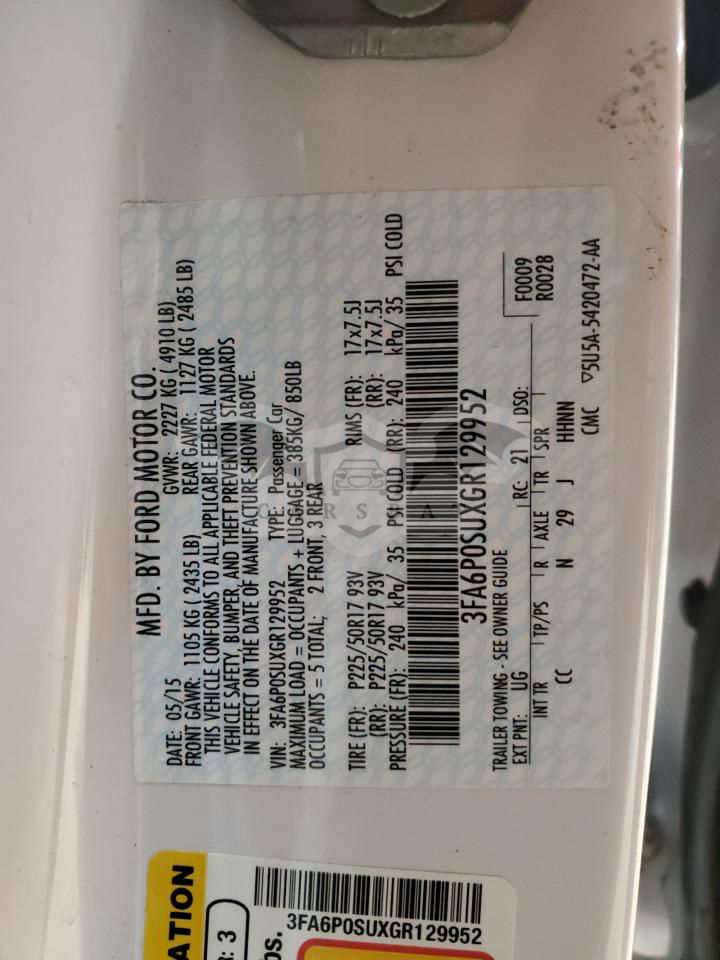 MFD. BY FORD MOTOR CO.
DATE: 05/15 GVWR: 2227 KG ( 4910 LB)
FRONT GAWR: 1105 KG ( 2435 LB) REAR GAWR: 1127 KG ( 2485 LB)
THIS VEHICLE CONFORMS TO ALL APPLICABLE FEDERAL MOTOR
VEHICLE SAFETY, BUMPER, AND THEFT PREVENTION STANDARDS
IN EFFECT ON THE DATE OF MANUFACTURE SHOWN ABOVE.
VIN: 3FA6P0SUXGR129952 TYPE: Passenger Car
MAXIMUM LOAD = OCCUPANTS + LUGGAGE = 385KG/ 850LB
OCCUPANTS = 5 TOTAL; 2 FRONT, 3 REAR
TIRE (FR): P225/50R17 93V RIMS (FR): 17x7.5J
(RR): P225/50R17 93V (RR): 17x7.5J
PRESSURE (FR): 240 kPa/ 35 PSI COLD (RR): 240 kPa/ 35 PSI COLD
3FA6P0SUXGR129952
TRAILER TOWING - SEE OWNER GUIDE
F0009
EXT PNT: UG RC: 21 DSO:
R0028
INT TR TP/PS R AXLE TR SPR
CC N 29 J HHNN
CMC ▽5U5A-5420472-AA
ATION
: 3
os.
3FA6P0SUXGR129952